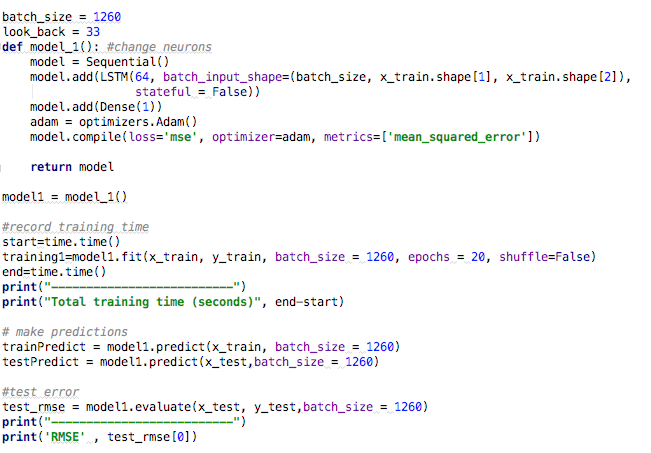 batch_size = 1260
look_back = 33
def model_1(): #change neurons
    model = Sequential()
    model.add(LSTM(64, batch_input_shape=(batch_size, x_train.shape[1], x_train.shape[2]),
                   stateful = False))
    model.add(Dense(1))
    adam = optimizers.Adam()
    model.compile(loss='mse', optimizer=adam, metrics=['mean_squared_error'])
    return model
model1 = model_1()
#record training time
start=time.time()
training1=model1.fit(x_train, y_train, batch_size = 1260, epochs = 20, shuffle=False)
end=time.time()
print("--------------------------")
print("Total training time (seconds)", end-start)
# make predictions
trainPredict = model1.predict(x_train, batch_size = 1260)
testPredict = model1.predict(x_test,batch_size = 1260)
#test error
test_rmse = model1.evaluate(x_test, y_test,batch_size = 1260)
print("--------------------------")
print('RMSE' , test_rmse[0])